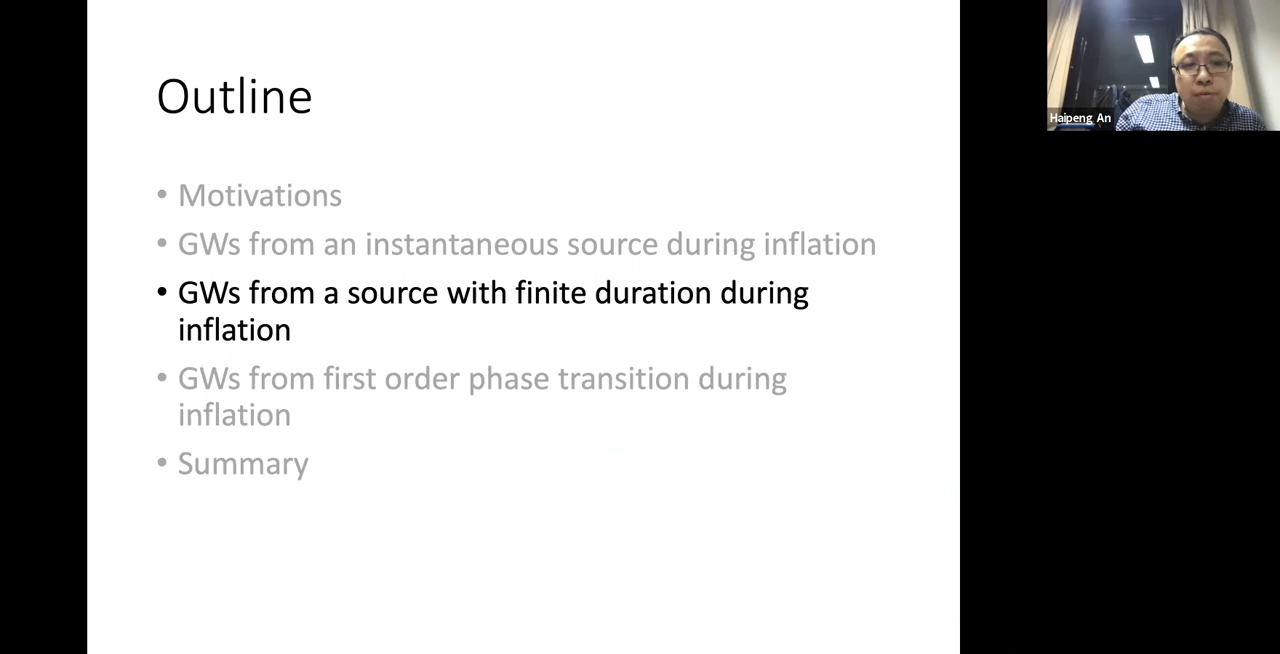 Outline
• Motivations
• GWs from an instantaneous source during inflation
• GWs from a source with finite duration during
inflation
• GWs from first order phase transition during
inflation
• Summary
Haipeng An